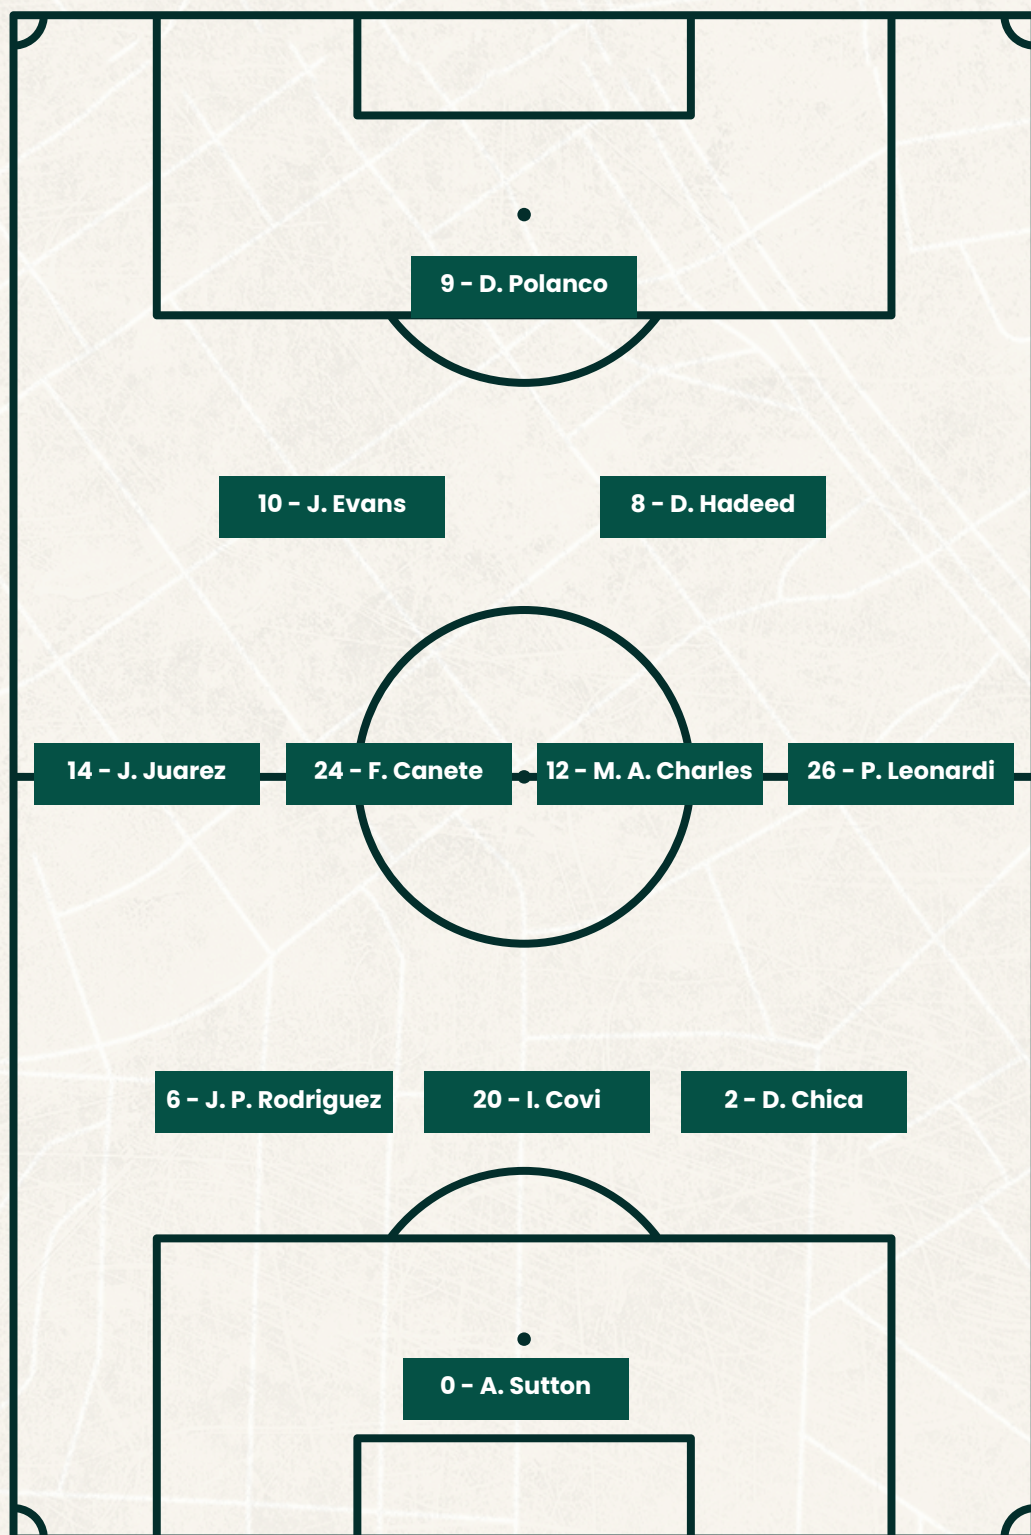 9 - D. Polanco
10 - J. Evans
8 - D. Hadeed
14 - J. Juarez
24 - F. Canete
12 - M. A. Charles
26 - P. Leonardi
6 - J. P. Rodriguez
20 - I. Covi
2 - D. Chica
0 - A. Sutton